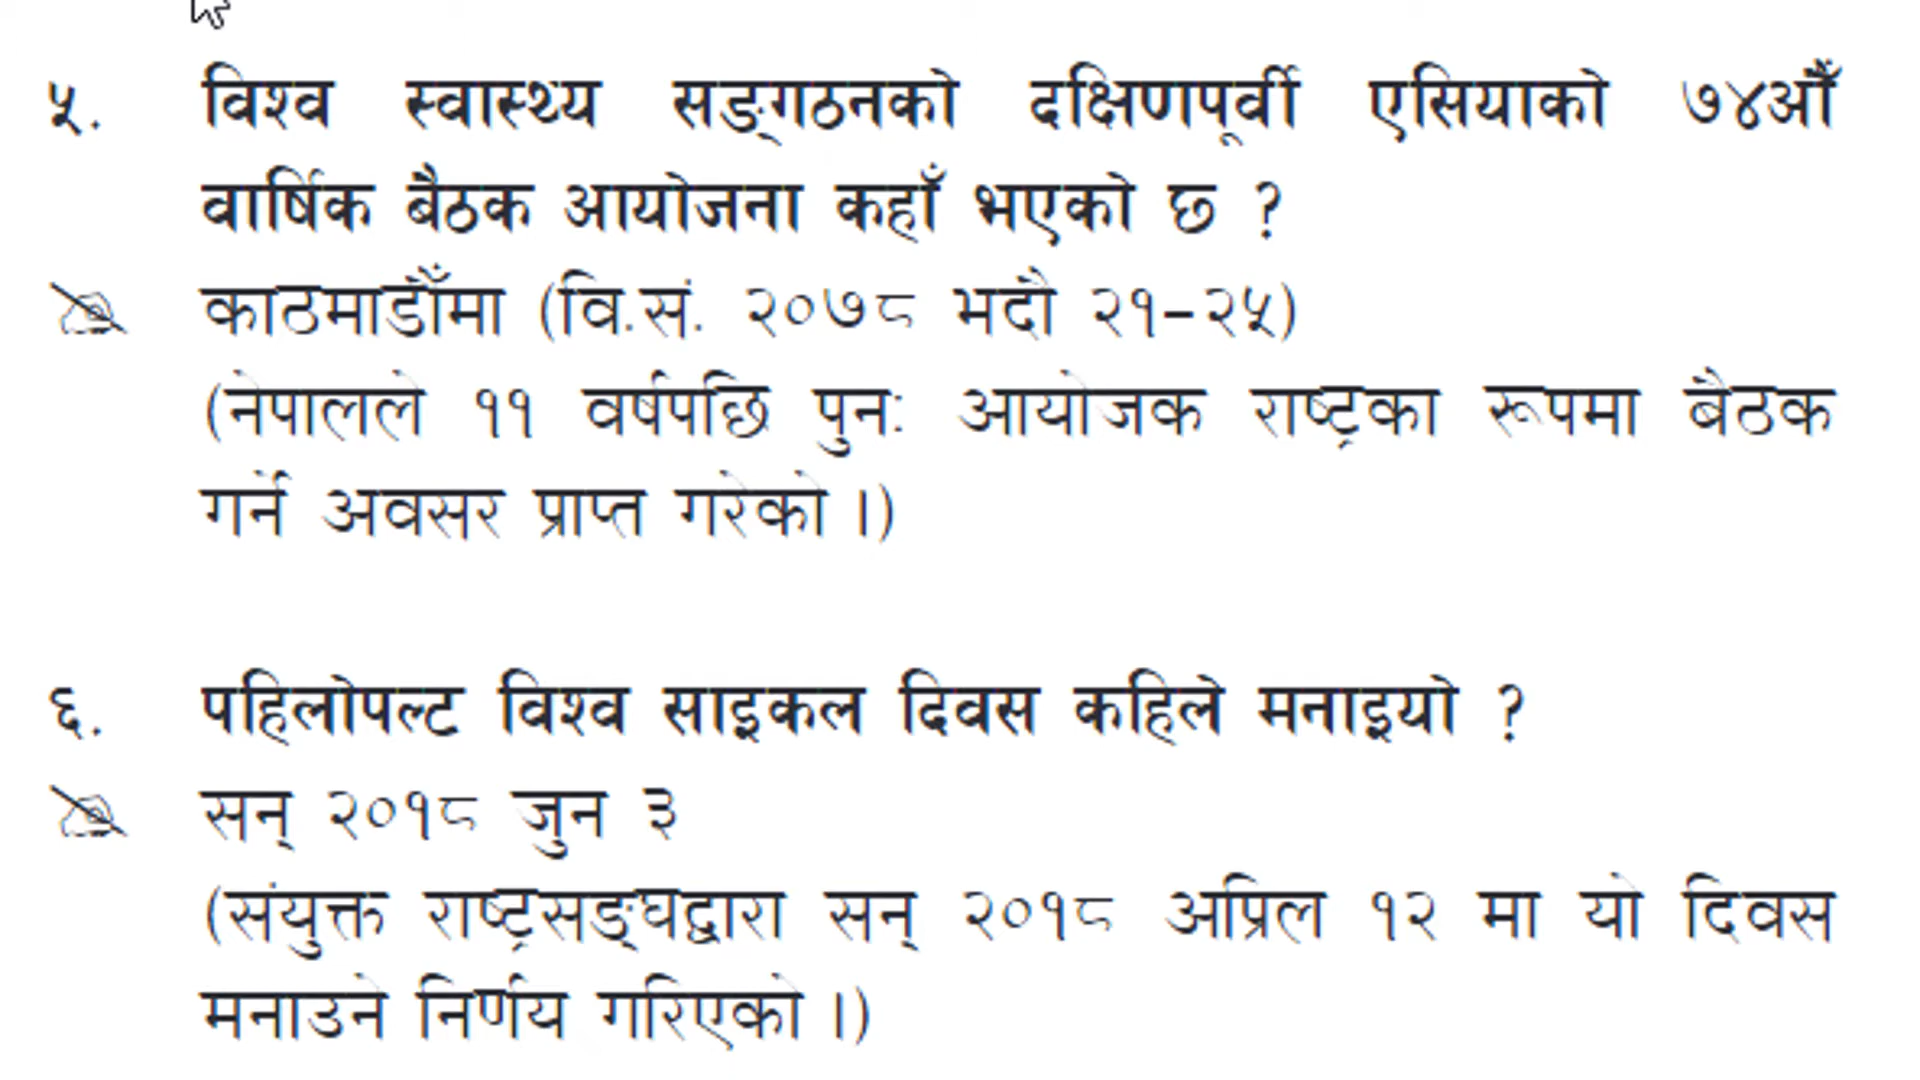 ५. विश्व स्वास्थ्य सङ्गठनको दक्षिणपूर्वी एसियाको ७४औँ
वार्षिक बैठक आयोजना कहाँ भएको छ ?
काठमाडौँमा (वि.सं. २०७८ भदौ २१-२५)
(नेपालले ११ वर्षपछि पुन: आयोजक राष्ट्रका रूपमा बैठक
गर्ने अवसर प्राप्त गरेको ।)
६. पहिलोपल्ट विश्व साइकल दिवस कहिले मनाइयो ?
सन् २०१८ जुन ३
(संयुक्त राष्ट्रसङ्घद्वारा सन् २०१८ अप्रिल १२ मा यो दिवस
मनाउने निर्णय गरिएको ।)